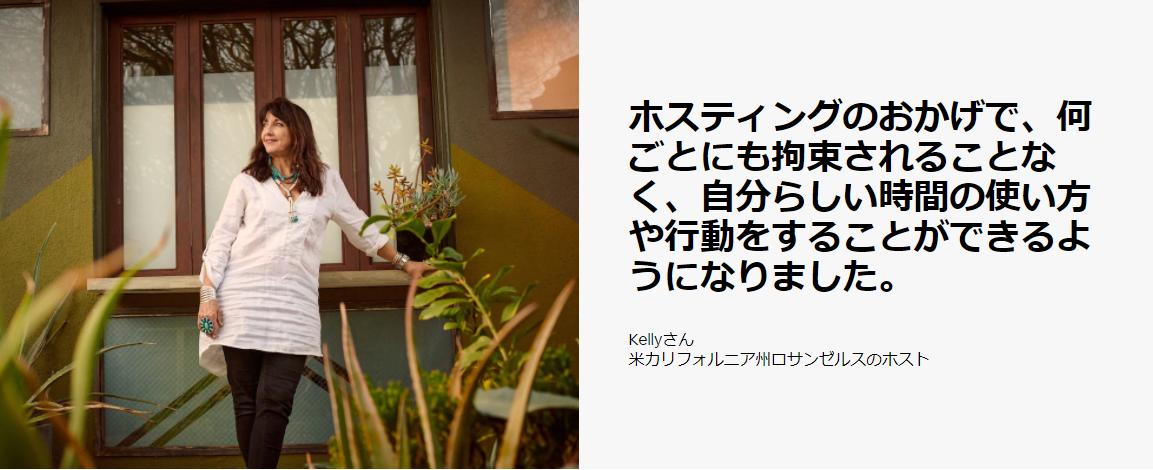 ホスティングのおかげで、何
ごとにも拘束されることな
く、自分らしい時間の使い方
や行動をすることができるよ
うになりました。
Kellyさん
米カリフォルニア州ロサンゼルスのホスト